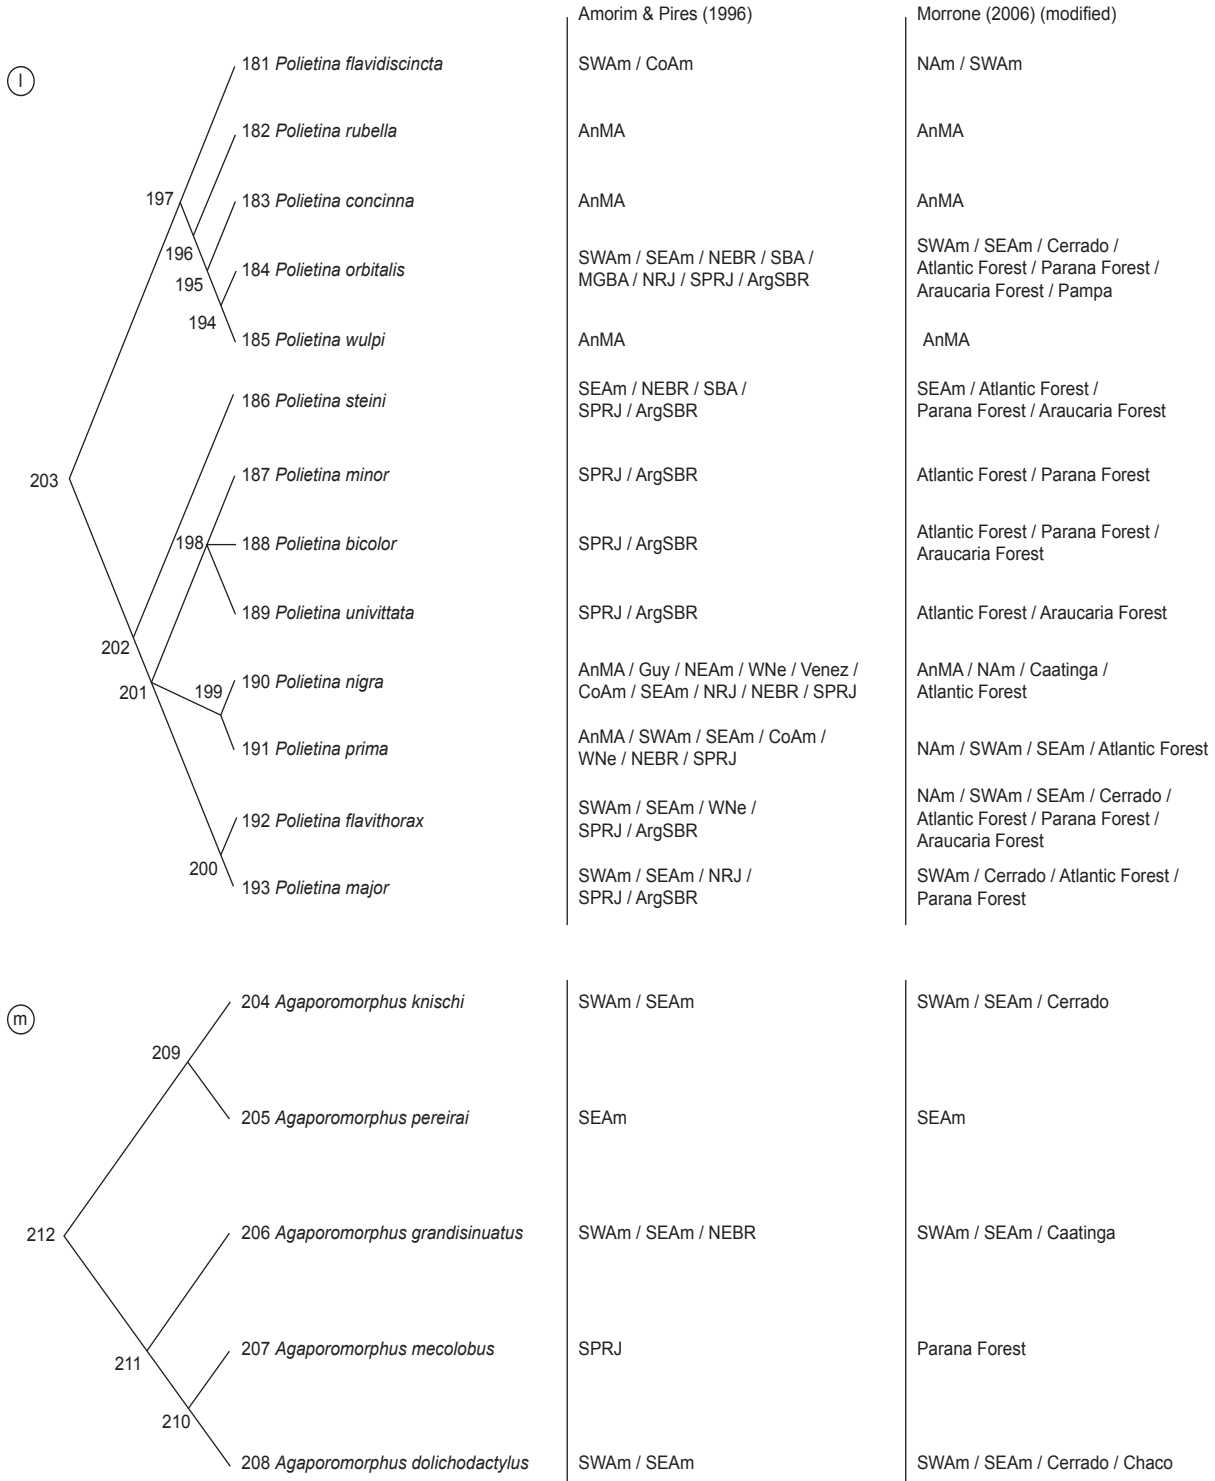 Amorim & Pires (1996)
Morrone (2006) (modified)
l
181 Polietina flavidiscincta
SWAm / CoAm
NAm / SWAm
182 Polietina rubella
AnMA
AnMA
197
183 Polietina concinna
AnMA
AnMA
196
184 Polietina orbitalis
SWAm / SEAm / NEBR / SBA /
MGBA / NRJ / SPRJ / ArgSBR
SWAm / SEAm / Cerrado /
Atlantic Forest / Parana Forest /
Araucaria Forest / Pampa
195
194
185 Polietina wulpi
AnMA
AnMA
186 Polietina steini
SEAm / NEBR / SBA /
SPRJ / ArgSBR
SEAm / Atlantic Forest /
Parana Forest / Araucaria Forest
203
187 Polietina minor
SPRJ / ArgSBR
Atlantic Forest / Parana Forest
198
188 Polietina bicolor
SPRJ / ArgSBR
Atlantic Forest / Parana Forest /
Araucaria Forest
189 Polietina univittata
SPRJ / ArgSBR
Atlantic Forest / Araucaria Forest
202
201
199
190 Polietina nigra
AnMA / Guy / NEAm / WNe / Venez /
CoAm / SEAm / NRJ / NEBR / SPRJ
AnMA / NAm / Caatinga /
Atlantic Forest
191 Polietina prima
AnMA / SWAm / SEAm / CoAm /
WNe / NEBR / SPRJ
NAm / SWAm / SEAm / Atlantic Forest
192 Polietina flavithorax
SWAm / SEAm / WNe /
SPRJ / ArgSBR
NAm / SWAm / SEAm / Cerrado /
Atlantic Forest / Parana Forest /
Araucaria Forest
200
193 Polietina major
SWAm / SEAm / NRJ /
SPRJ / ArgSBR
SWAm / Cerrado / Atlantic Forest /
Parana Forest
m
204 Agaporomorphus knischi
SWAm / SEAm
SWAm / SEAm / Cerrado
209
205 Agaporomorphus pereirai
SEAm
SEAm
212
206 Agaporomorphus grandisinuatus
SWAm / SEAm / NEBR
SWAm / SEAm / Caatinga
211
207 Agaporomorphus mecolobus
SPRJ
Parana Forest
210
208 Agaporomorphus dolichodactylus
SWAm / SEAm
SWAm / SEAm / Cerrado / Chaco